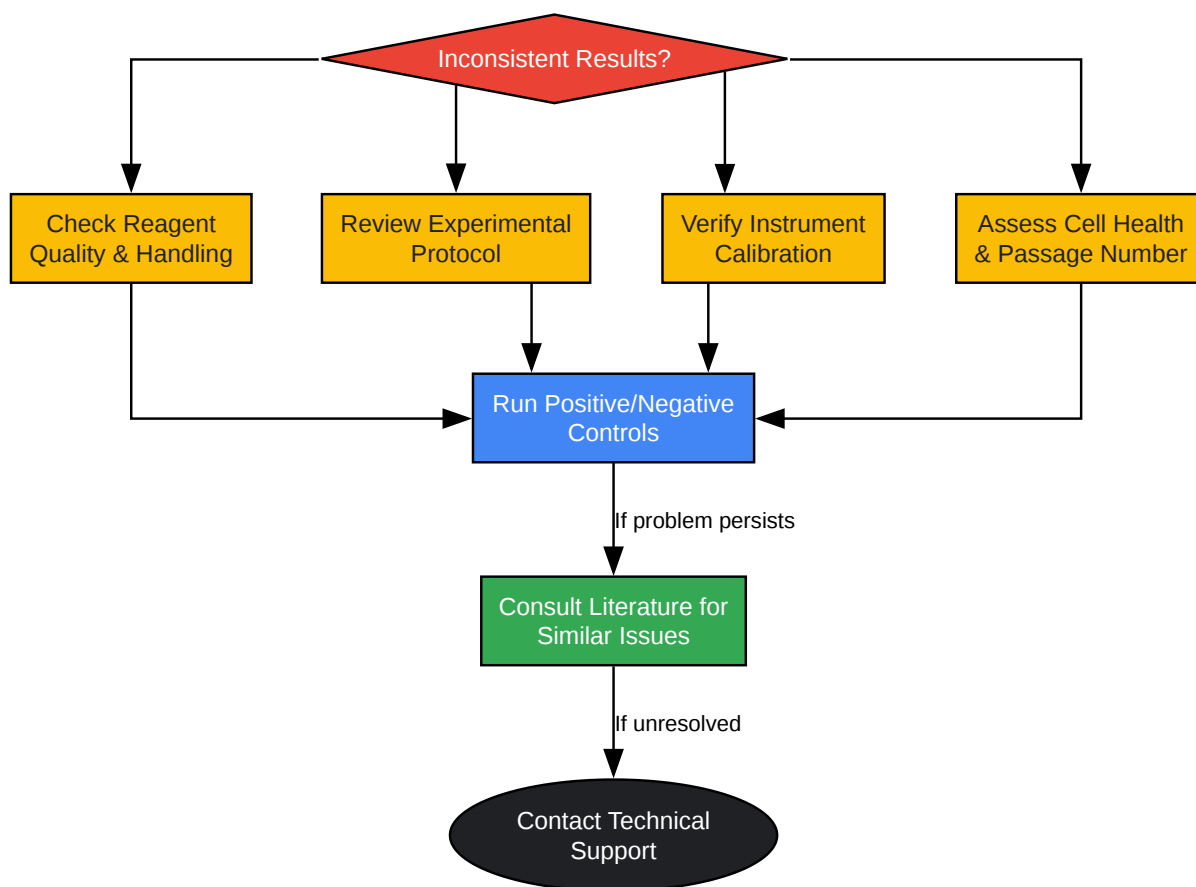 Inconsistent Results?
Check Reagent
Quality & Handling
Review Experimental
Protocol
Verify Instrument
Calibration
Assess Cell Health
& Passage Number
Run Positive/Negative
Controls
If problem persists
Consult Literature for
Similar Issues
If unresolved
Contact Technical
Support